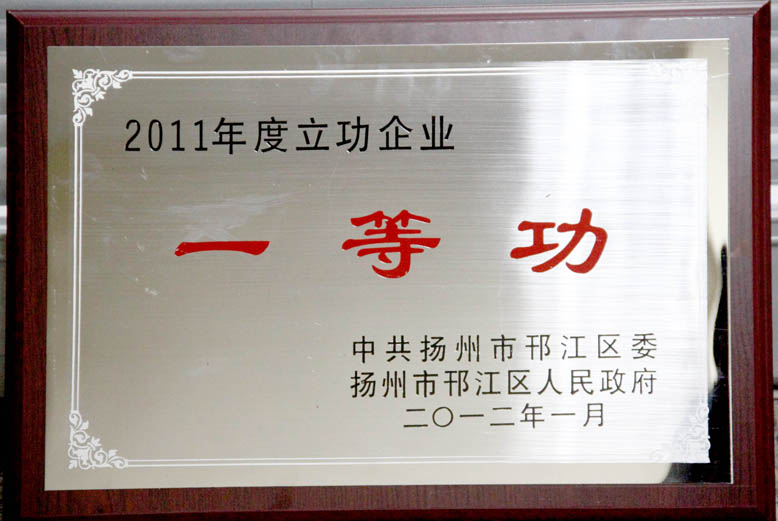 2011年度立功企业
一等功
中共扬州市邗江区委
扬州市邗江区人民政府
二〇一二年一月